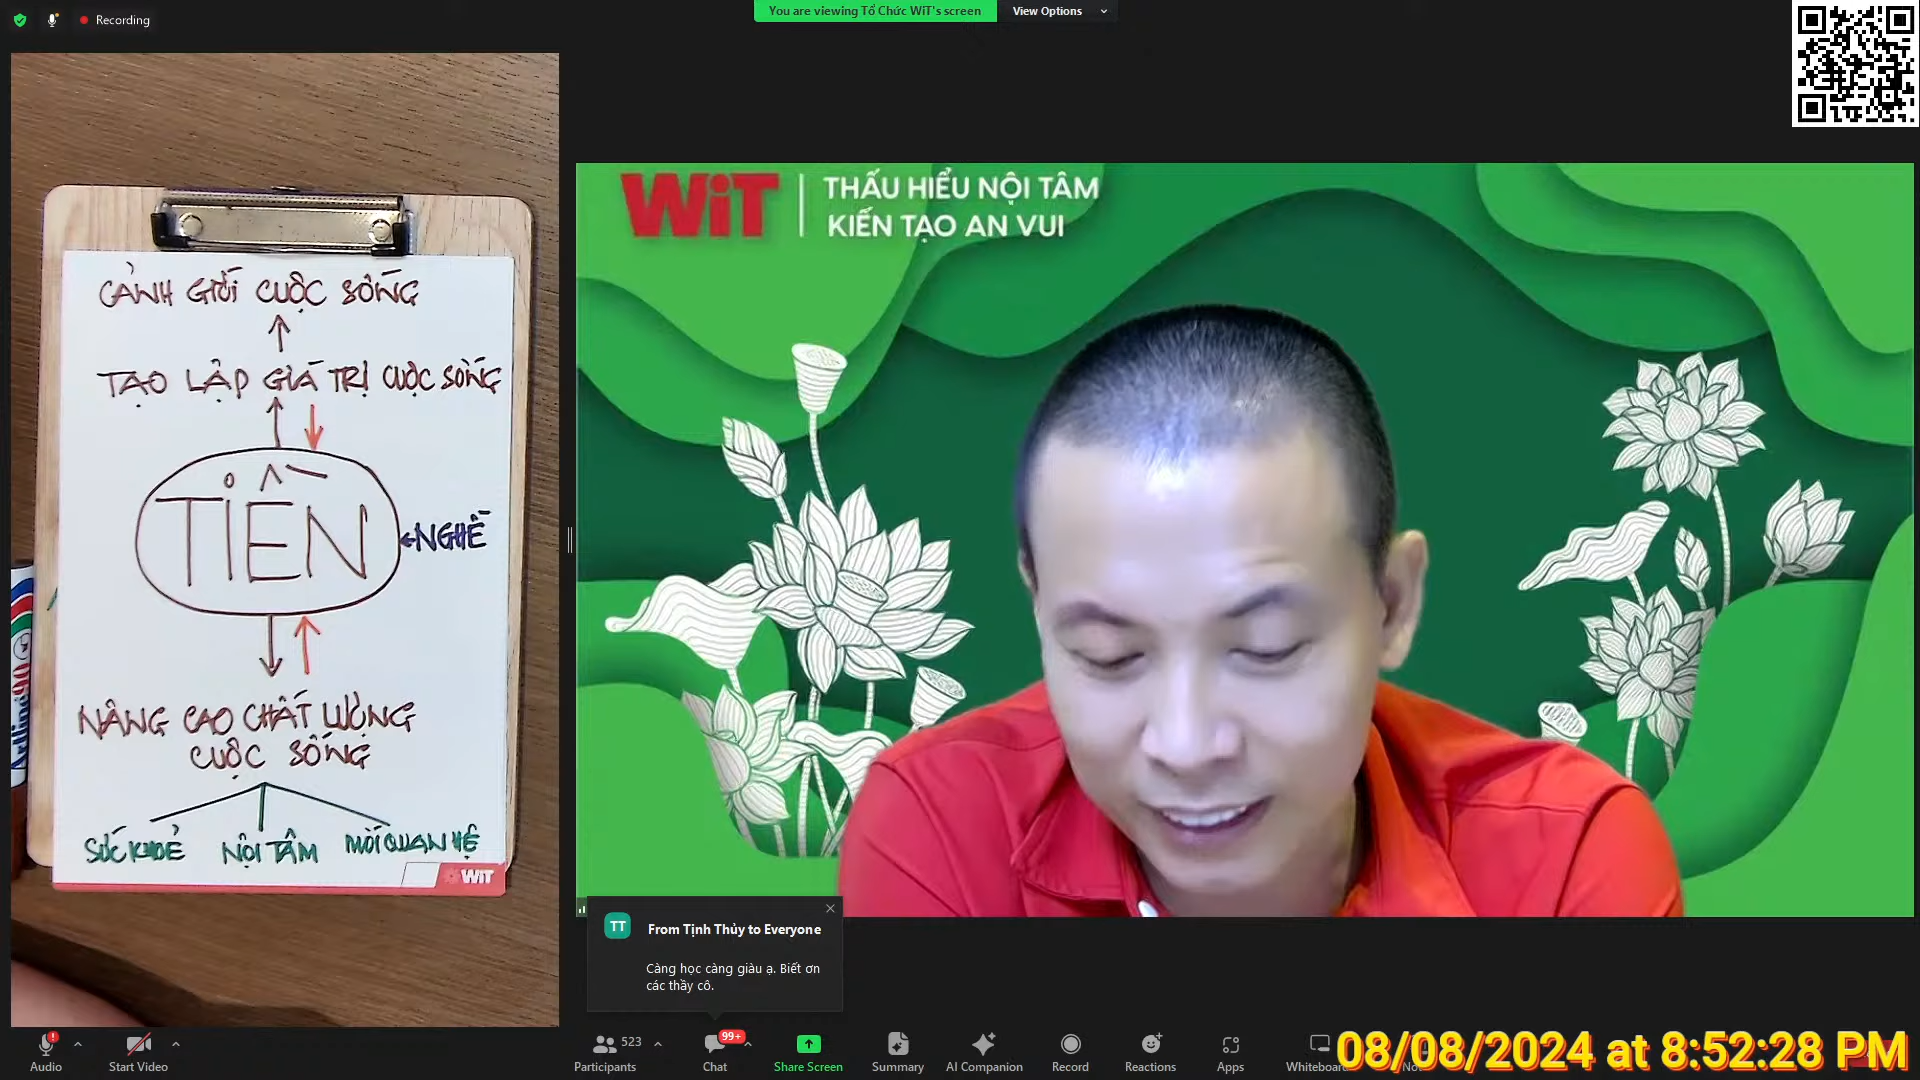 You are viewing Tổ Chức WiT's screen
View Options
Recording
CẢNH GIỚI CUỘC SỐNG
TẠO LẬP GIÁ TRỊ CUỘC SỐNG
TIỀN
NGHỀ
NÂNG CAO CHẤT LƯỢNG
CUỘC SỐNG
SỨC KHOẺ
NỘI TÂM
MỐI QUAN HỆ
WiT
Artline 90
WiT
THẤU HIỂU NỘI TÂM
KIẾN TẠO AN VUI
TT
From Tịnh Thủy to Everyone
Càng học càng giàu ạ. Biết ơn
các thầy cô.
Audio
Start Video
523
Participants
99+
Chat
Share Screen
Summary
AI Companion
Record
Reactions
Apps
Whiteboard
08/08/2024 at 8:52:28 PM